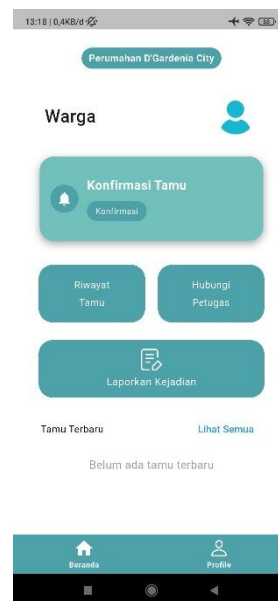 13:18 | 0,4KB/d
33
Perumahan D'Gardenia City
Warga
Konfirmasi Tamu
Konfirmasi
Riwayat
Tamu
Hubungi
Petugas
Laporkan Kejadian
Tamu Terbaru
Lihat Semua
Belum ada tamu terbaru
Beranda
Profile